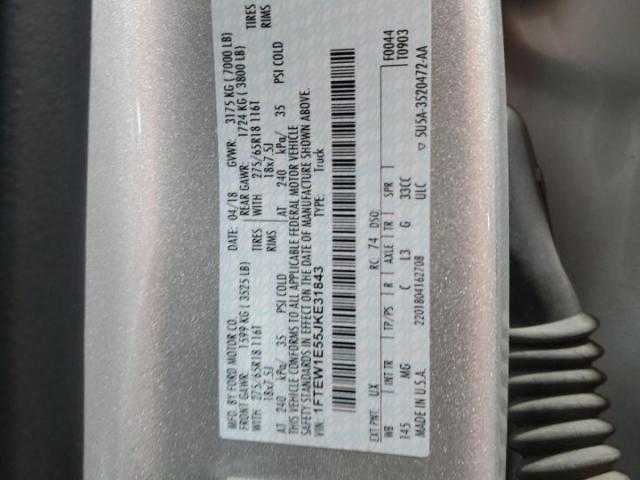 MFD. BY FORD MOTOR CO.
DATE: 04/18 GVWR: 3175 KG ( 7000 LB)
FRONT GAWR: 1599 KG ( 3525 LB) REAR GAWR: 1724 KG ( 3800 LB)
WITH 275/65R18 116T TIRES WITH 275/65R18 116T TIRES
18x7.5J RIMS 18x7.5J RIMS
AT 240 kPa/ 35 PSI COLD AT 240 kPa/ 35 PSI COLD
THIS VEHICLE CONFORMS TO ALL APPLICABLE FEDERAL MOTOR VEHICLE
SAFETY STANDARDS IN EFFECT ON THE DATE OF MANUFACTURE SHOWN ABOVE.
VIN: 1FTEW1E55JKE31843 TYPE: Truck
F0044
T0903
EXT PNT: UX RC: 74 DSO:
WB INT TR TP/PS R AXLE TR SPR
145 MG C L3 G 33CC
MADE IN U.S.A. 2201804162708 ULC
5U5A-3520472-AA